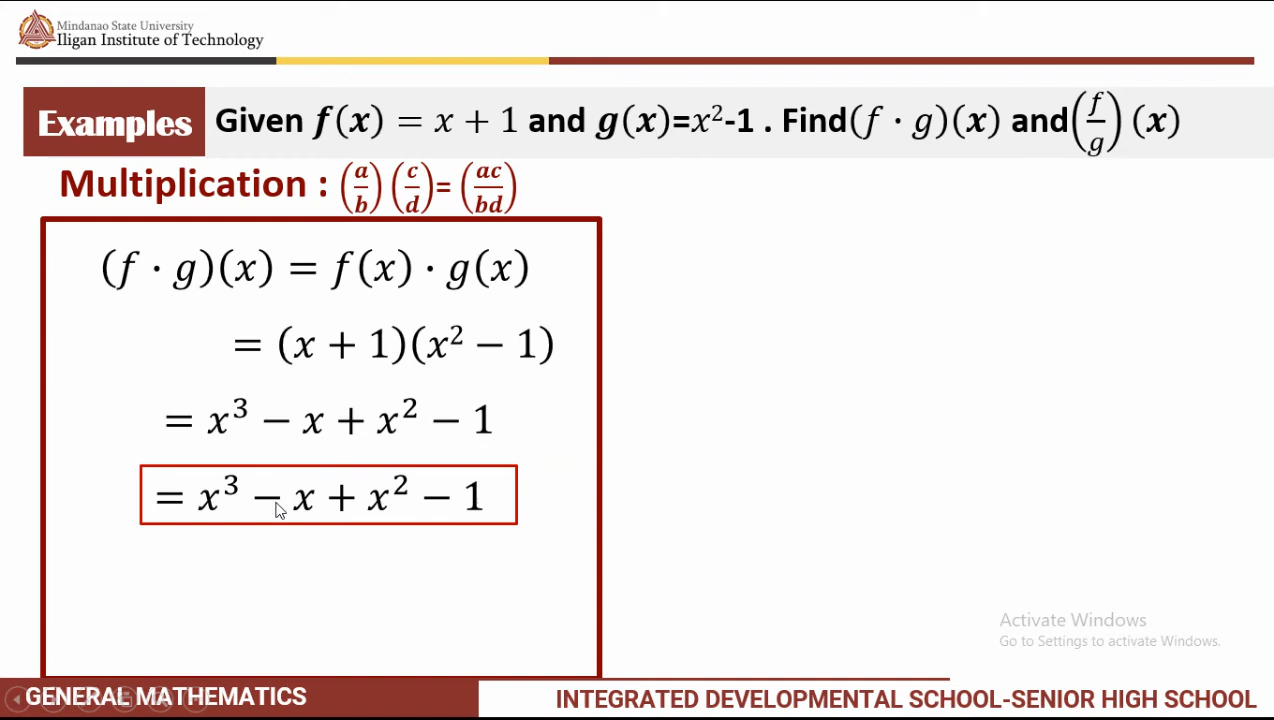 Mindanao State University
Iligan Institute of Technology
Examples Given f(x) = x + 1 and g(x)=x²-1 . Find(f · g)(x) and(f/g)(x)
Multiplication : (a/b)(c/d)=(ac/bd)
(f · g)(x) = f(x) · g(x)
= (x + 1)(x² − 1)
= x³ − x + x² − 1
= x³ − x + x² − 1
Activate Windows
Go to Settings to activate Windows.
GENERAL MATHEMATICS
INTEGRATED DEVELOPMENTAL SCHOOL-SENIOR HIGH SCHOOL